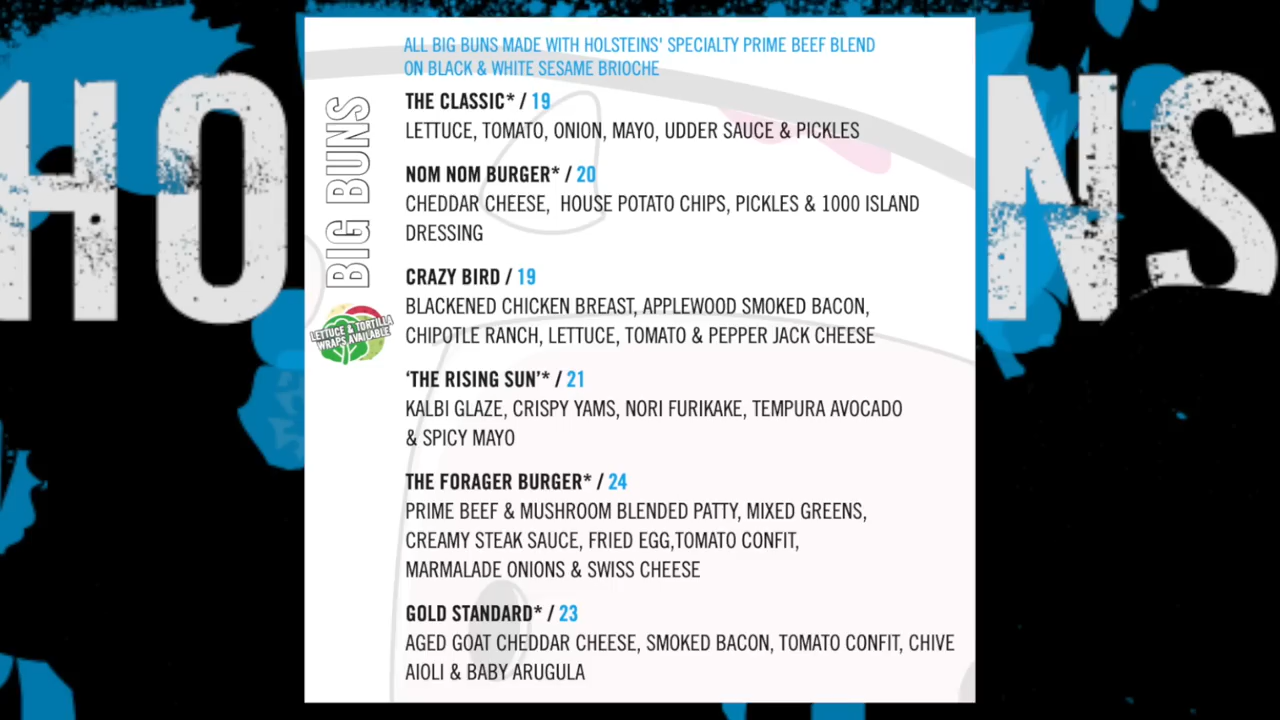 HO
NS
BIG BUNS
LETTUCE & TORTILLA
WRAPS AVAILABLE
ALL BIG BUNS MADE WITH HOLSTEINS' SPECIALTY PRIME BEEF BLEND
ON BLACK & WHITE SESAME BRIOCHE
THE CLASSIC* / 19
LETTUCE, TOMATO, ONION, MAYO, UDDER SAUCE & PICKLES
NOM NOM BURGER* / 20
CHEDDAR CHEESE, HOUSE POTATO CHIPS, PICKLES & 1000 ISLAND
DRESSING
CRAZY BIRD / 19
BLACKENED CHICKEN BREAST, APPLEWOOD SMOKED BACON,
CHIPOTLE RANCH, LETTUCE, TOMATO & PEPPER JACK CHEESE
‘THE RISING SUN’* / 21
KALBI GLAZE, CRISPY YAMS, NORI FURIKAKE, TEMPURA AVOCADO
& SPICY MAYO
THE FORAGER BURGER* / 24
PRIME BEEF & MUSHROOM BLENDED PATTY, MIXED GREENS,
CREAMY STEAK SAUCE, FRIED EGG,TOMATO CONFIT,
MARMALADE ONIONS & SWISS CHEESE
GOLD STANDARD* / 23
AGED GOAT CHEDDAR CHEESE, SMOKED BACON, TOMATO CONFIT, CHIVE
AIOLI & BABY ARUGULA